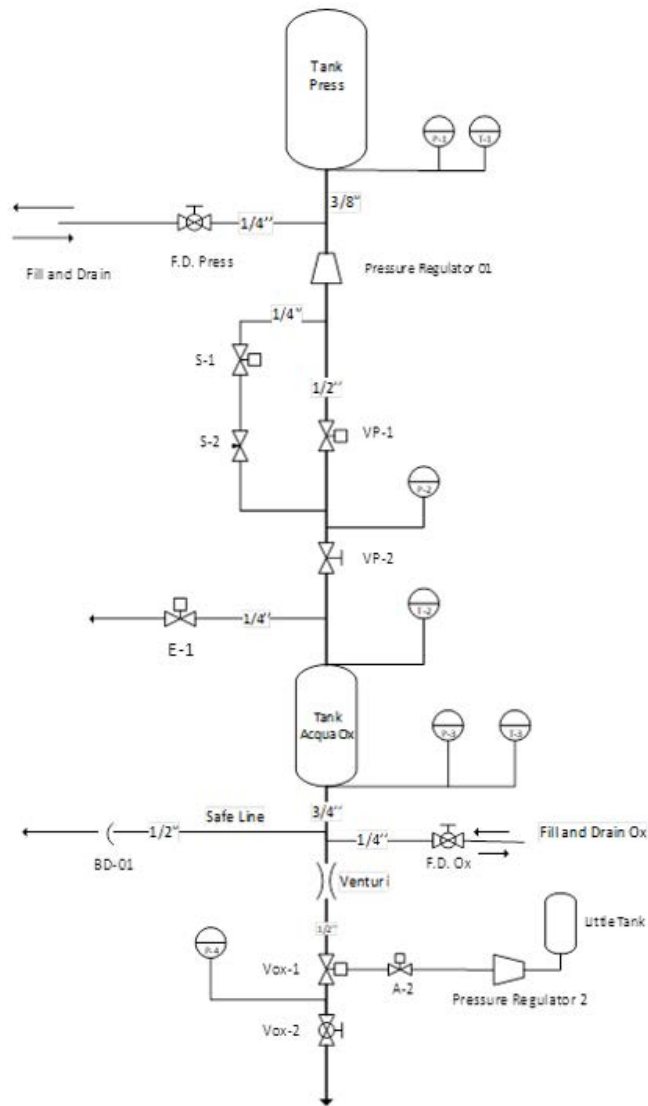 Tank
Press
P-1
T-1
3/8"
1/4''
Fill and Drain
F.D. Press
Pressure Regulator 01
1/4"
S-1
1/2''
VP-1
S-2
P-2
VP-2
T-2
1/4''
E-1
Tank
Acqua Ox
P-3
T-3
3/4''
Safe Line
1/2"
BD-01
1/4''
Fill and Drain Ox
F.D. Ox
Venturi
Little Tank
1/2"
P-4
Vox-1
A-2
Pressure Regulator 2
Vox-2